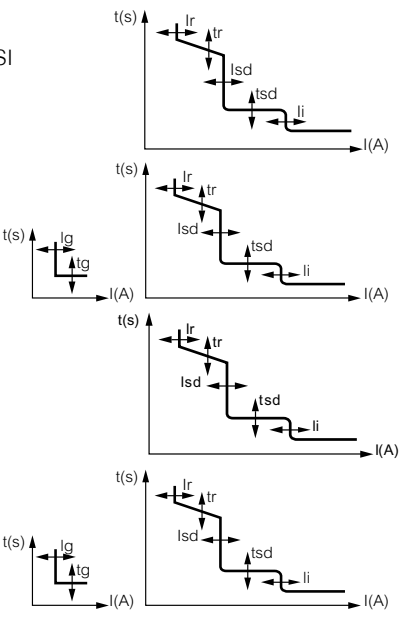 SI
t(s)
Ir
tr
Isd
tsd
Ii
I(A)
t(s)
Ir
tr
Isd
tsd
Ii
I(A)
t(s)
Ig
tg
I(A)
t(s)
Ir
tr
Isd
tsd
Ii
I(A)
t(s)
Ir
tr
Isd
tsd
Ii
I(A)
t(s)
Ig
tg
I(A)